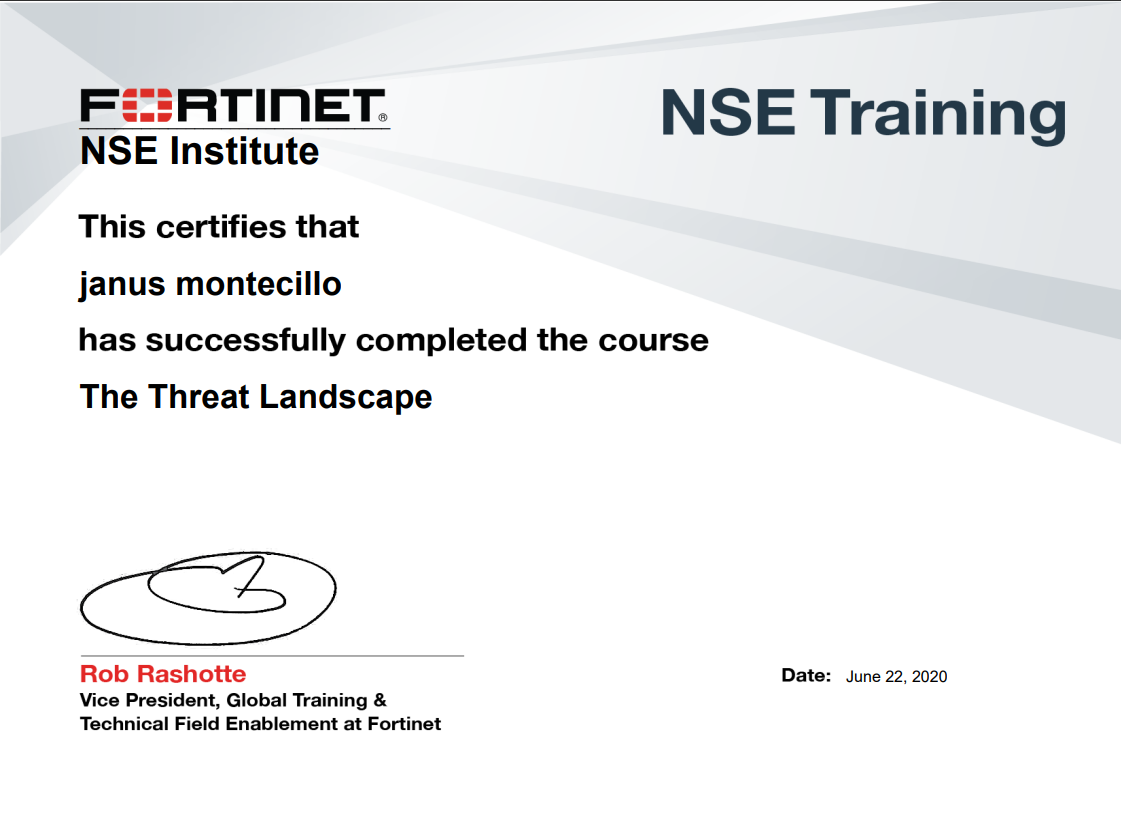 FORTINET®
NSE Institute
NSE Training
This certifies that
janus montecillo
has successfully completed the course
The Threat Landscape
Rob Rashotte
Vice President, Global Training &
Technical Field Enablement at Fortinet
Date: June 22, 2020